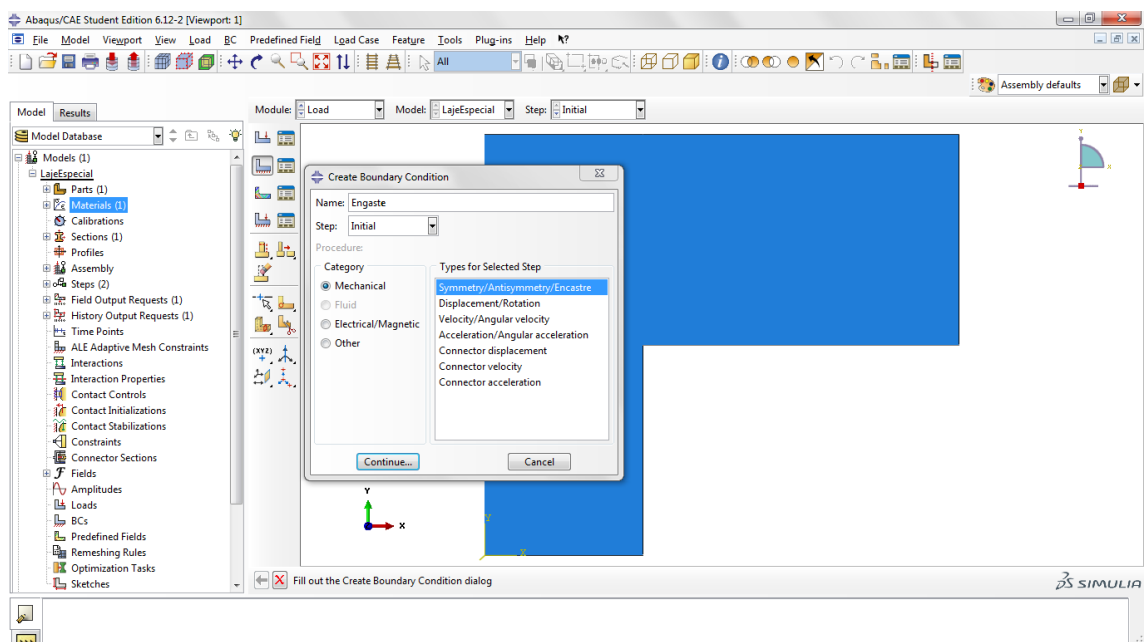 Abaqus/CAE Student Edition 6.12-2 [Viewport: 1]
File Model Viewport View Load BC Predefined Field Load Case Feature Tools Plug-ins Help
All
Assembly defaults
Model Results
Module: Load Model: LajeEspecial Step: Initial
Model Database
Models (1)
LajeEspecial
Parts (1)
Materials (1)
Calibrations
Sections (1)
Profiles
Assembly
Steps (2)
Field Output Requests (1)
History Output Requests (1)
Time Points
ALE Adaptive Mesh Constraints
Interactions
Interaction Properties
Contact Controls
Contact Initializations
Contact Stabilizations
Constraints
Connector Sections
Fields
Amplitudes
Loads
BCs
Predefined Fields
Remeshing Rules
Optimization Tasks
Sketches
(XYZ)
Create Boundary Condition
Name: Engaste
Step: Initial
Procedure:
Category
Mechanical
Fluid
Electrical/Magnetic
Other
Types for Selected Step
Symmetry/Antisymmetry/Encastre
Displacement/Rotation
Velocity/Angular velocity
Acceleration/Angular acceleration
Connector displacement
Connector velocity
Connector acceleration
Continue... Cancel
Y
X
Y
X
Y
X
Fill out the Create Boundary Condition dialog
SIMULIA